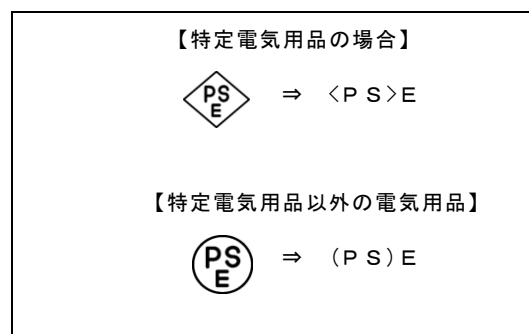 【特定電気用品の場合】
PS
E
⇒ <ＰＳ>Ｅ
【特定電気用品以外の電気用品】
PS
E
⇒ (ＰＳ)Ｅ